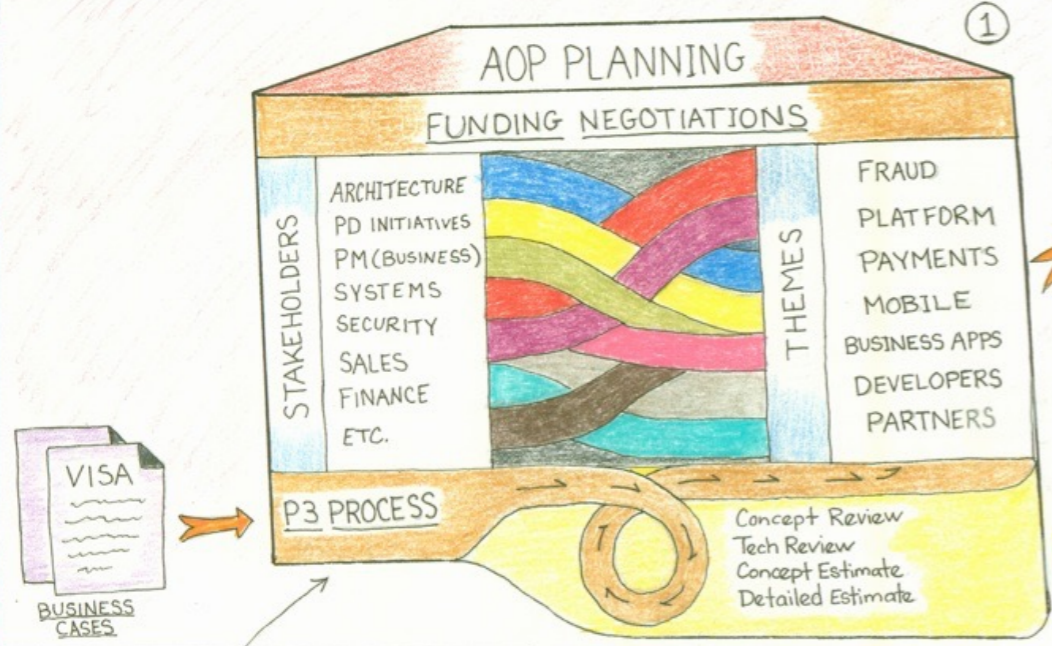 1
AOP PLANNING
FUNDING NEGOTIATIONS
STAKEHOLDERS
ARCHITECTURE
PD INITIATIVES
PM (BUSINESS)
SYSTEMS
SECURITY
SALES
FINANCE
ETC.
THEMES
FRAUD
PLATFORM
PAYMENTS
MOBILE
BUSINESS APPS
DEVELOPERS
PARTNERS
VISA
BUSINESS
CASES
P3 PROCESS
Concept Review
Tech Review
Concept Estimate
Detailed Estimate